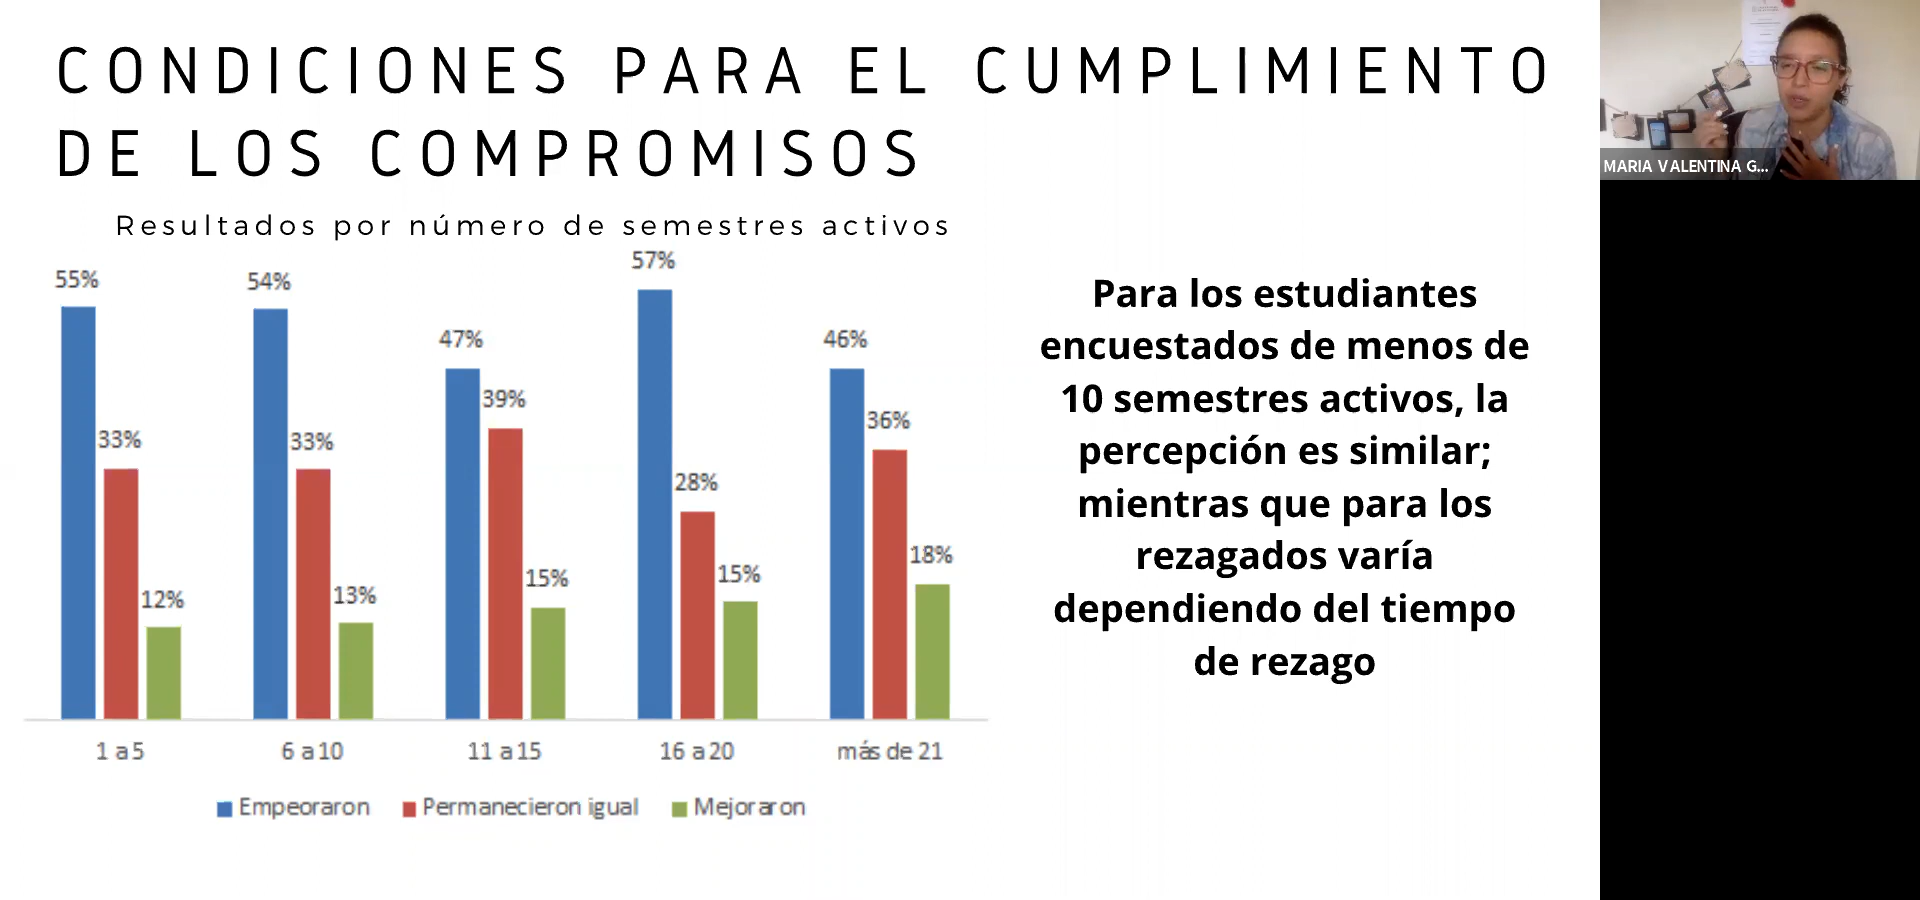 CONDICIONES PARA EL CUMPLIMIENTO
DE LOS COMPROMISOS
Resultados por número de semestres activos
55% 33% 12%
54% 33% 13%
47% 39% 15%
57% 28% 15%
46% 36% 18%
1 a 5 6 a 10 11 a 15 16 a 20 más de 21
Empeoraron Permanecieron igual Mejoraron
Para los estudiantes
encuestados de menos de
10 semestres activos, la
percepción es similar;
mientras que para los
rezagados varía
dependiendo del tiempo
de rezago
MARIA VALENTINA G...